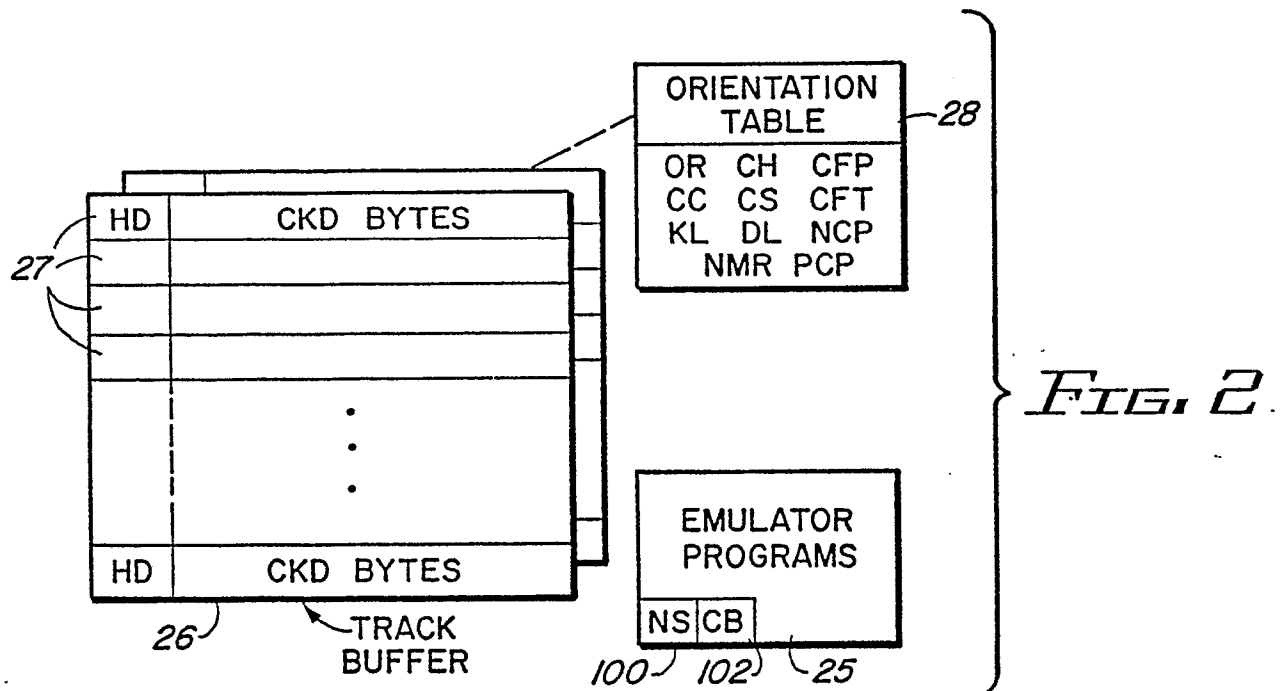 ORIENTATION
TABLE
28
OR CH CFP
CC CS CFT
KL DL NCP
NMR PCP
HD CKD BYTES
27
HD CKD BYTES
26
TRACK
BUFFER
EMULATOR
PROGRAMS
NS CB
100 102 25
FIG. 2